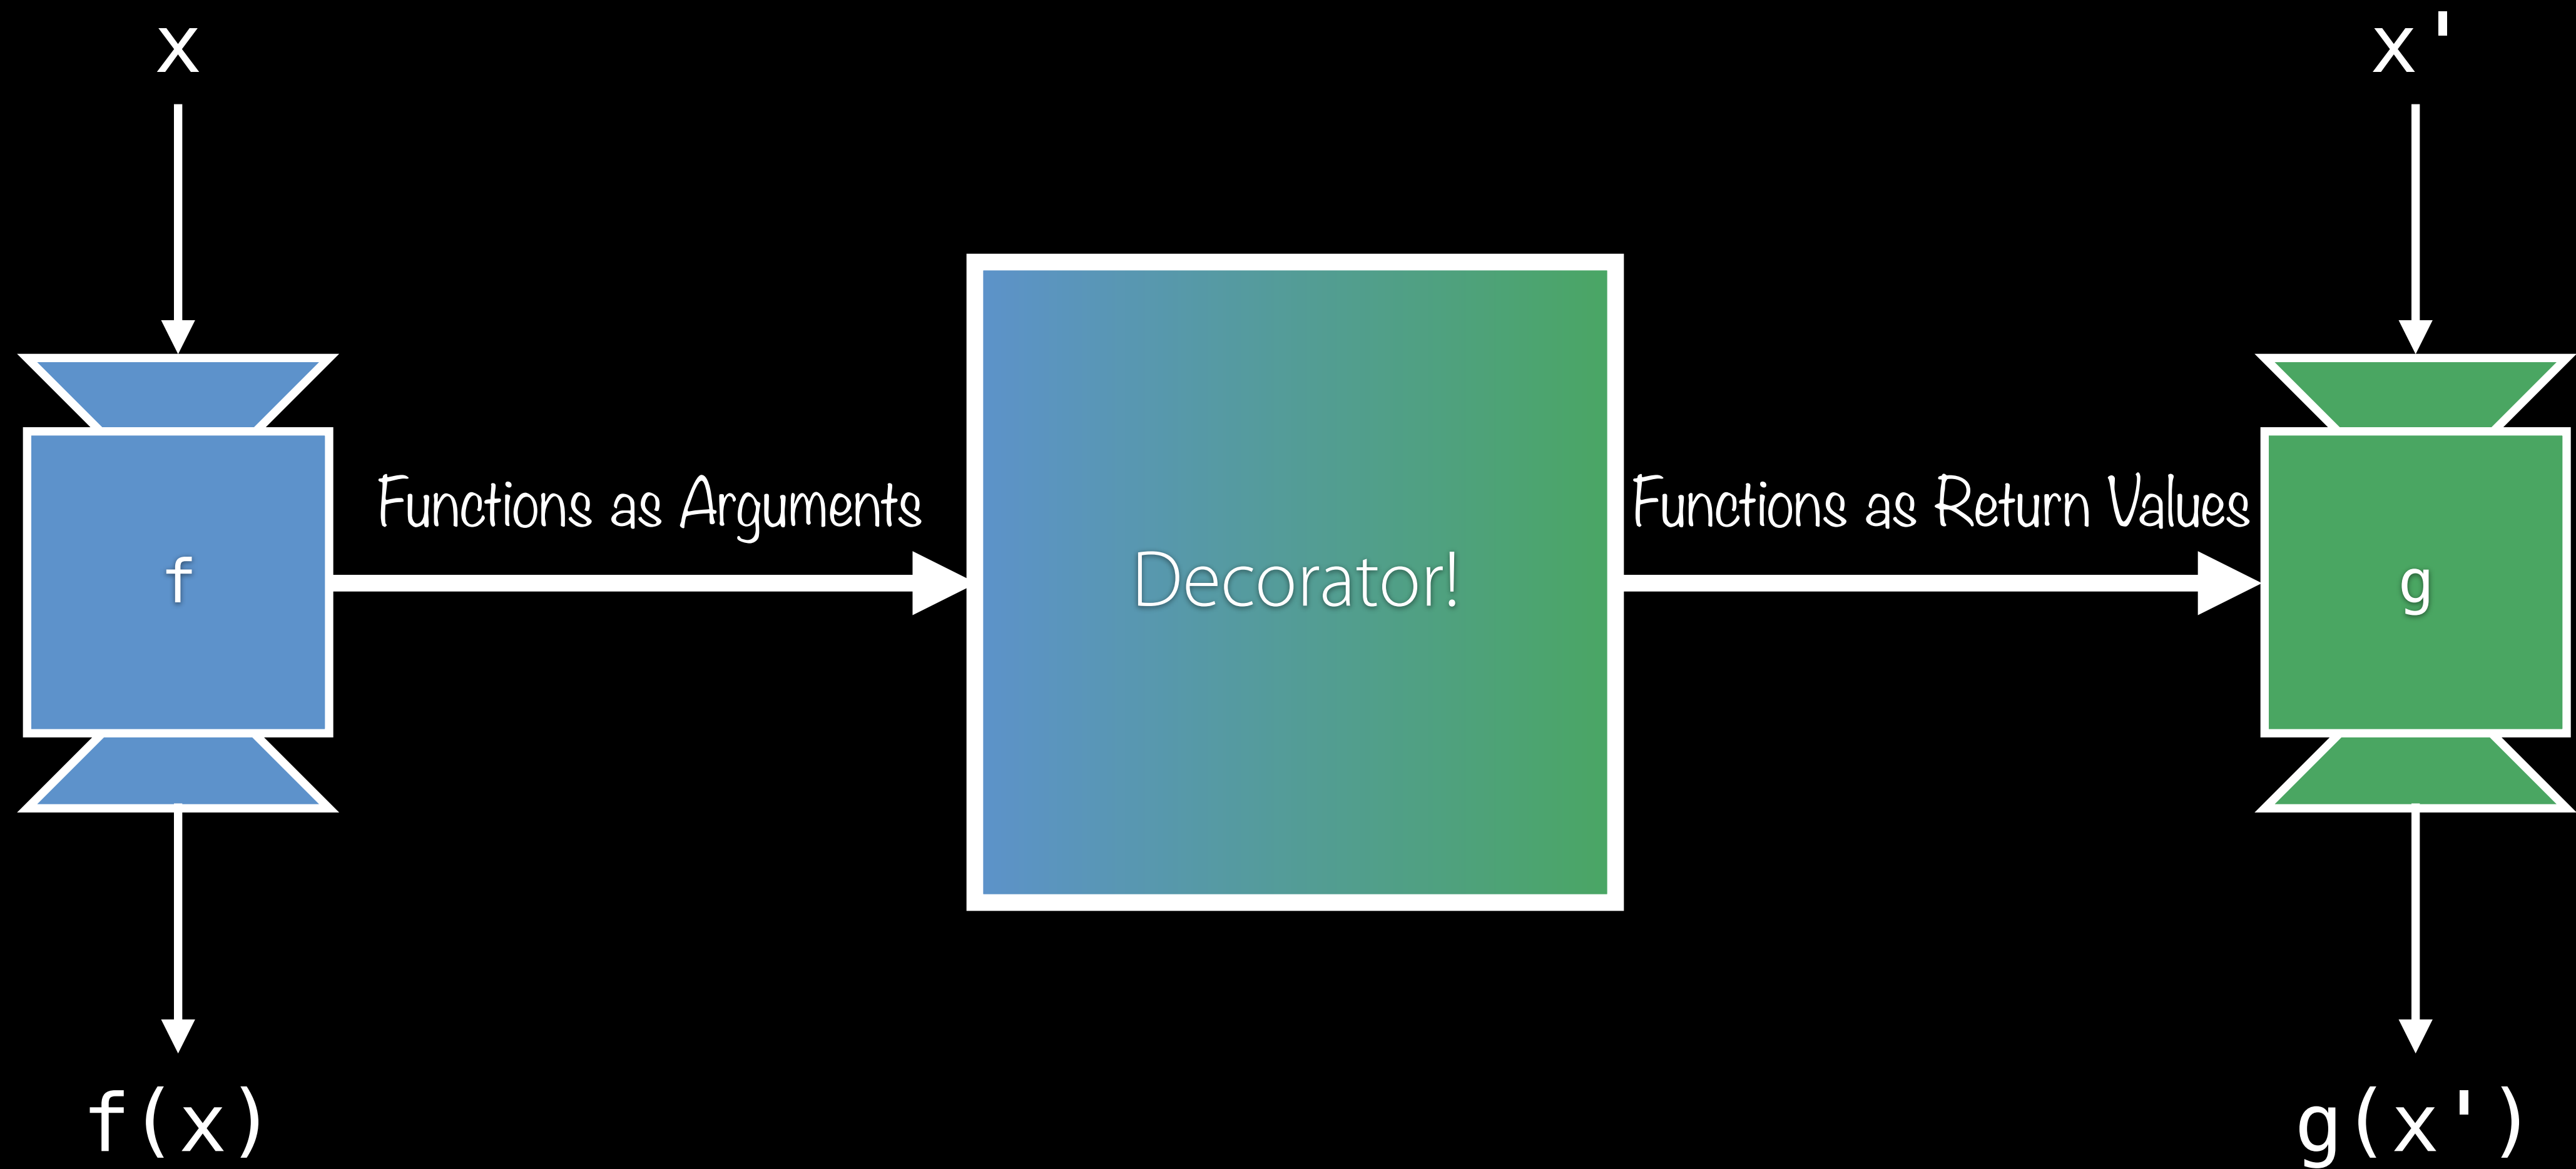 x
x'
Functions as Arguments
Functions as Return Values
f
Decorator!
g
f(x)
g(x')